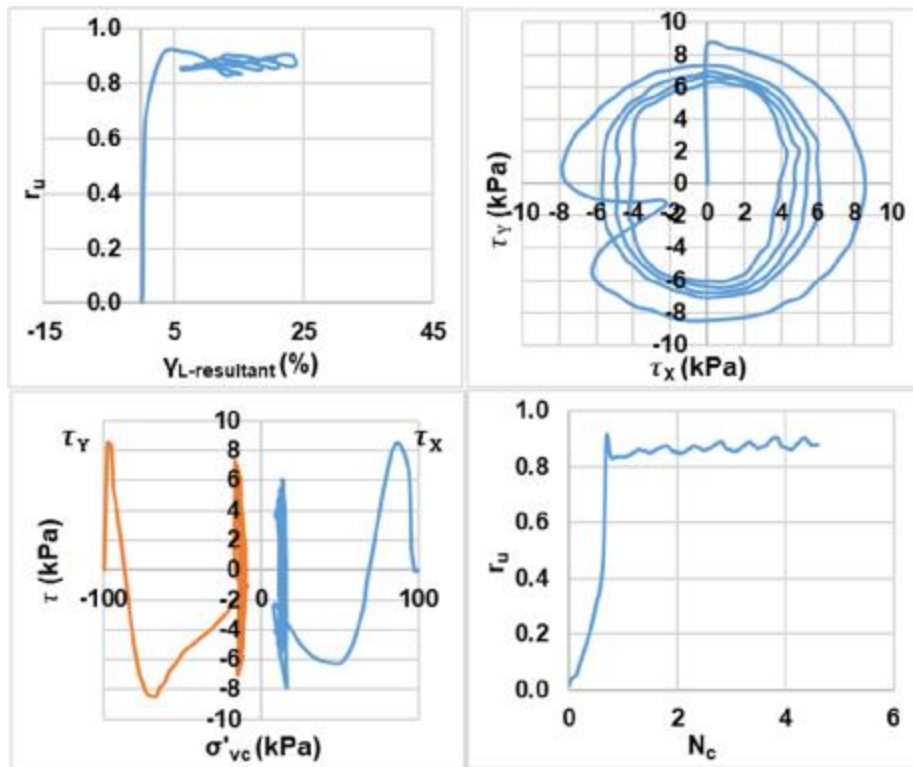 1.0
0.8
0.6
0.4
0.2
0.0
-15 5 25 45
r_u
γ_L-resultant (%)
10
8
6
4
2
0
-2
-4
-6
-8
-10
-10 -8 -6 -4 -2 0 2 4 6 8 10
τ_Y (kPa)
τ_X (kPa)
τ_Y
τ_X
10
8
6
4
2
0
-2
-4
-6
-8
-10
-100 0 100
τ (kPa)
σ'_vc (kPa)
1.0
0.8
0.6
0.4
0.2
0.0
0 2 4 6
r_u
N_c